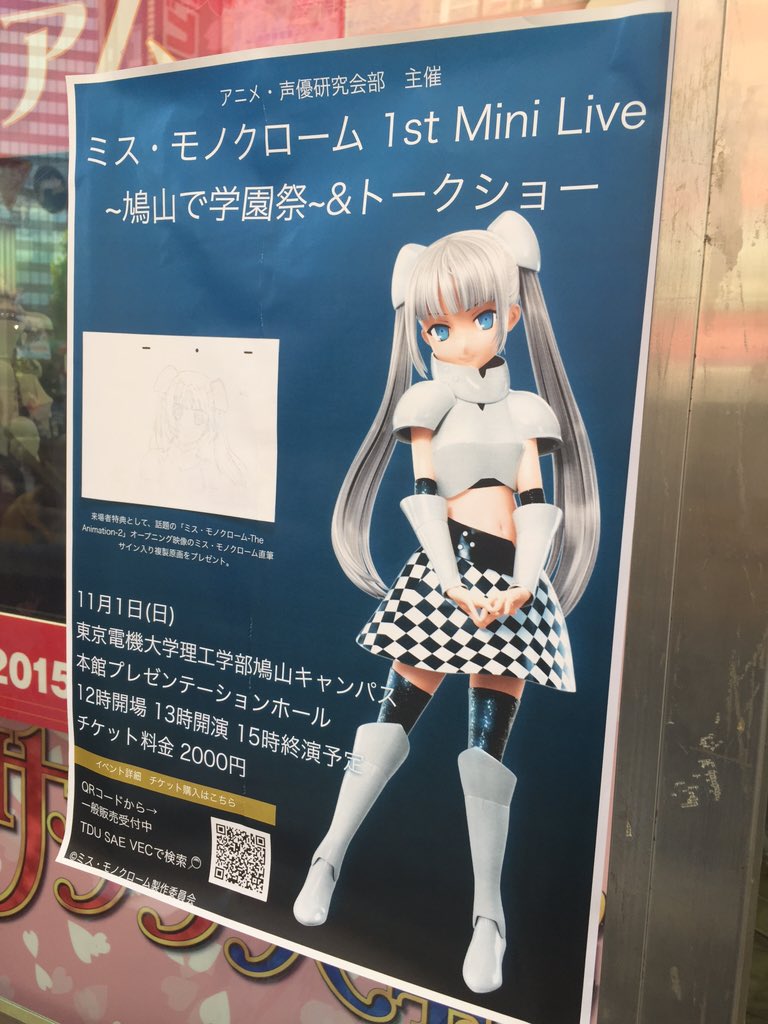 アニメ・声優研究会部　主催
ミス・モノクローム 1st Mini Live
~鳩山で学園祭~&トークショー
来場者特典として、話題の「ミス・モノクローム-The
Animation-2」オープニング映像のミス・モノクローム直筆
サイン入り複製原画をプレゼント。
11月1日(日)
東京電機大学理工学部鳩山キャンパス
本館プレゼンテーションホール
12時開場 13時開演 15時終演予定
チケット料金 2000円
イベント詳細　チケット購入はこちら
QRコードから→
一般販売受付中
TDU SAE VECで検索
©ミス・モノクローム製作委員会
2015